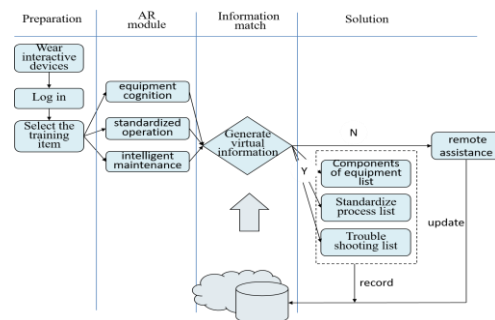 Preparation
AR
module
Information
match
Solution
Wear
interactive
devices
Log in
Select the
training
item
equipment
cognition
standardized
operation
intelligent
maintenance
Generate
virtual
information
N
Y
remote
assistance
Components
of equipment
list
Standardize
process list
Trouble
shooting list
update
record